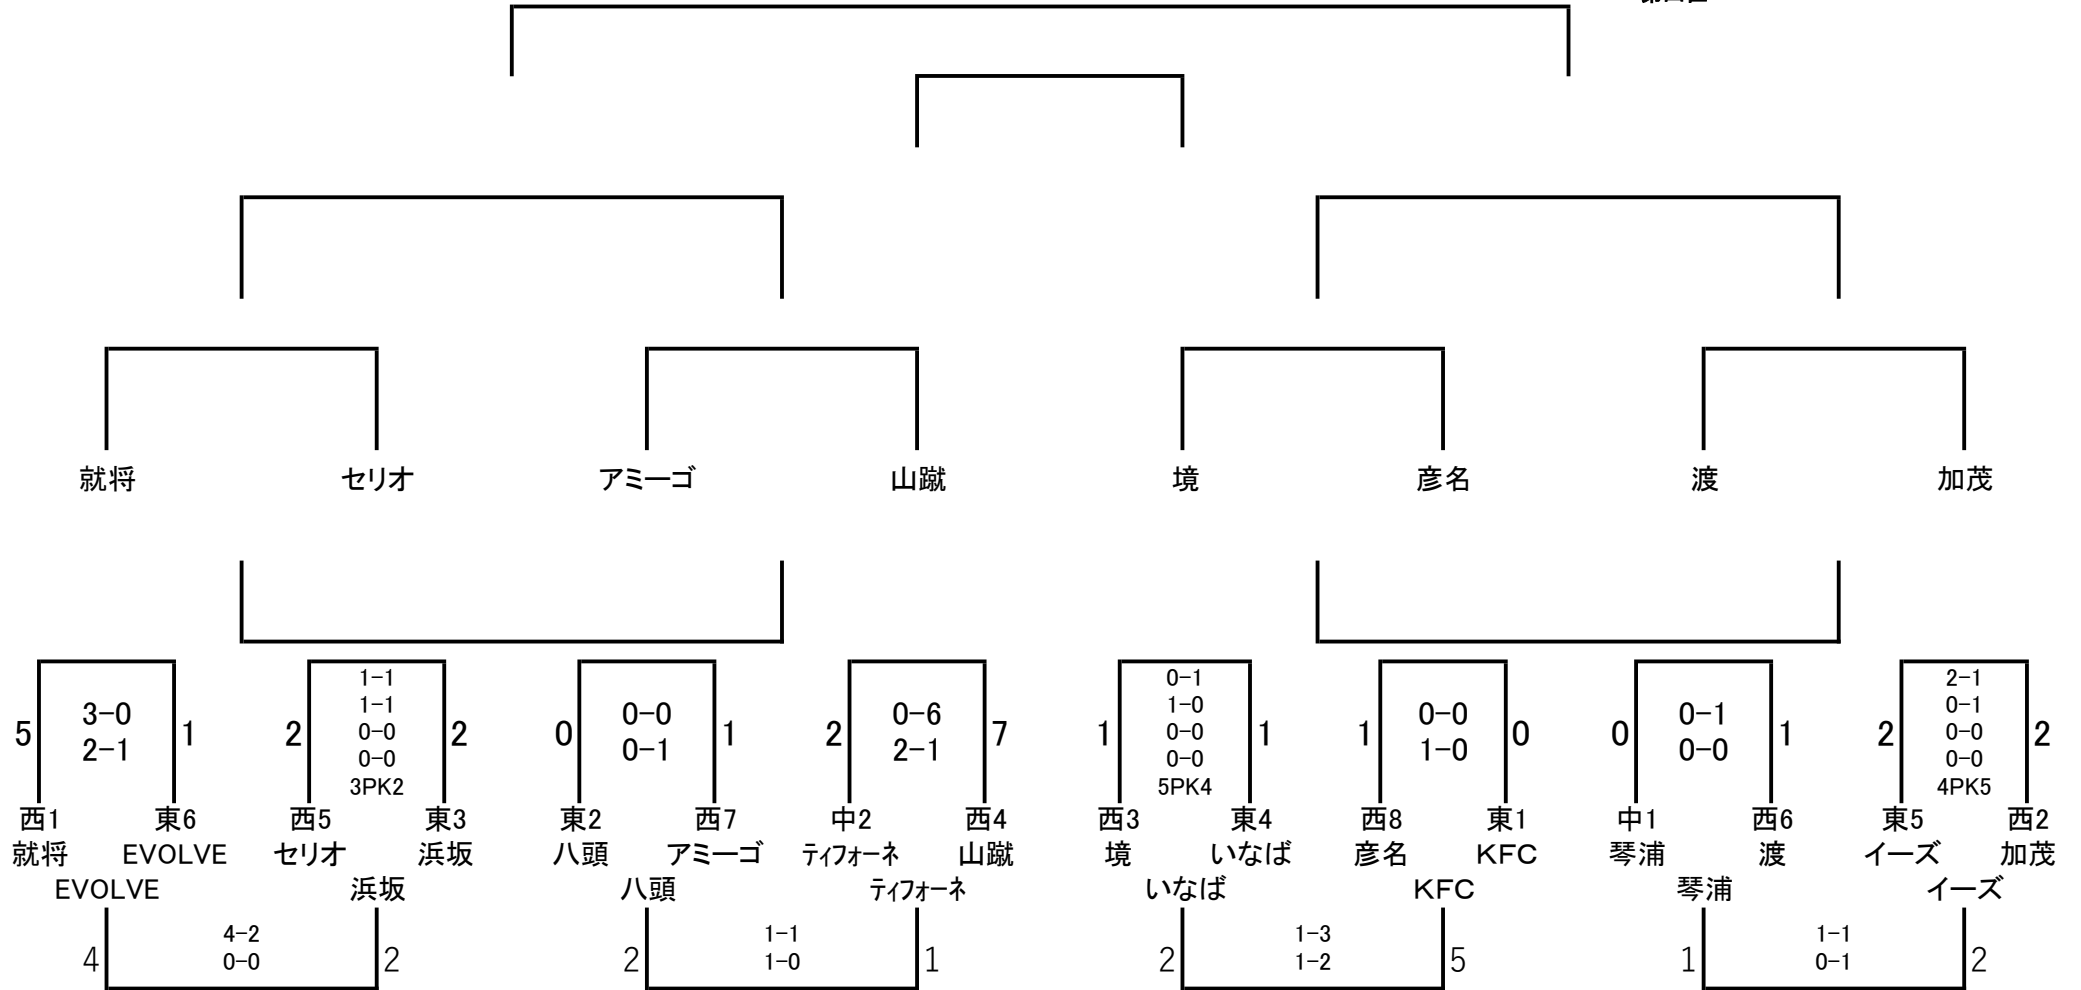 就将 セリオ アミーゴ 山蹴 境 彦名 渡 加茂
1-1 0-1 2-1
3-0 1-1 0-0 0-6 1-0 0-0 0-1 0-1
5 1 2 0-0 2 0 1 2 7 1 0-0 1 1 0 0 1 2 0-0 2
2-1 0-0 0-1 2-1 0-0 1-0 0-0 0-0
3PK2 5PK4 4PK5
西1 東6 西5 東3 東2 西7 中2 西4 西3 東4 西8 東1 中1 西6 東5 西2
就将 EVOLVE セリオ 浜坂 八頭 アミーゴ ティフォーネ 山蹴 境 いなば 彦名 KFC 琴浦 渡 イーズ 加茂
EVOLVE 浜坂 八頭 ティフォーネ いなば KFC 琴浦 イーズ
4-2 1-1 1-3 1-1
4 0-0 2 2 1-0 1 2 1-2 5 1 0-1 2